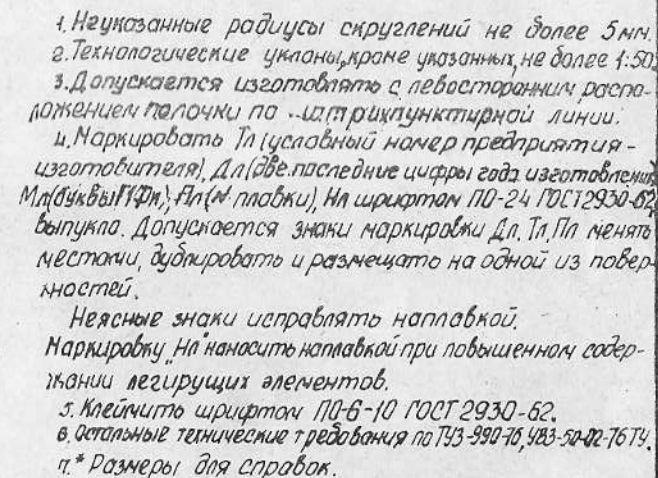 1. Неуказанные радиусы скруглений не более 5мм.
2. Технологические уклоны, кроме указанных, не более 1:50.
3. Допускается изготовлять с левосторонним распо-
ложением полочки по штрихпунктирной линии.
4. Маркировать Тл (условный номер предприятия-
изготовителя), Дл (две последние цифры года изготовления)
Мл (буквы), Пл (№ плавки), Нл шрифтом ПО-24 ГОСТ 2930-62,
выпукло. Допускается знаки маркировки Дл, Тл, Пл менять
местами, дублировать и размещать на одной из повер-
хностей.
Неясные знаки исправлять наплавкой.
Маркировку „Нл" наносить наплавкой при повышенном содер-
жании легирущих элементов.
5. Клеймить шрифтом ПО-6-10 ГОСТ 2930-62.
6. Остальные технические требования по ТУ3-990-76, УВЗ-50-02-76ТУ.
7.* Размеры для справок.